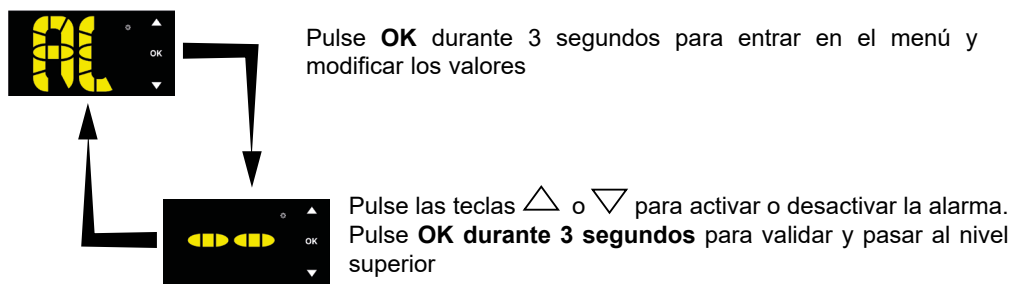 AL
OK
Pulse OK durante 3 segundos para entrar en el menú y
modificar los valores
--
OK
Pulse las teclas △ o ▽ para activar o desactivar la alarma.
Pulse OK durante 3 segundos para validar y pasar al nivel
superior